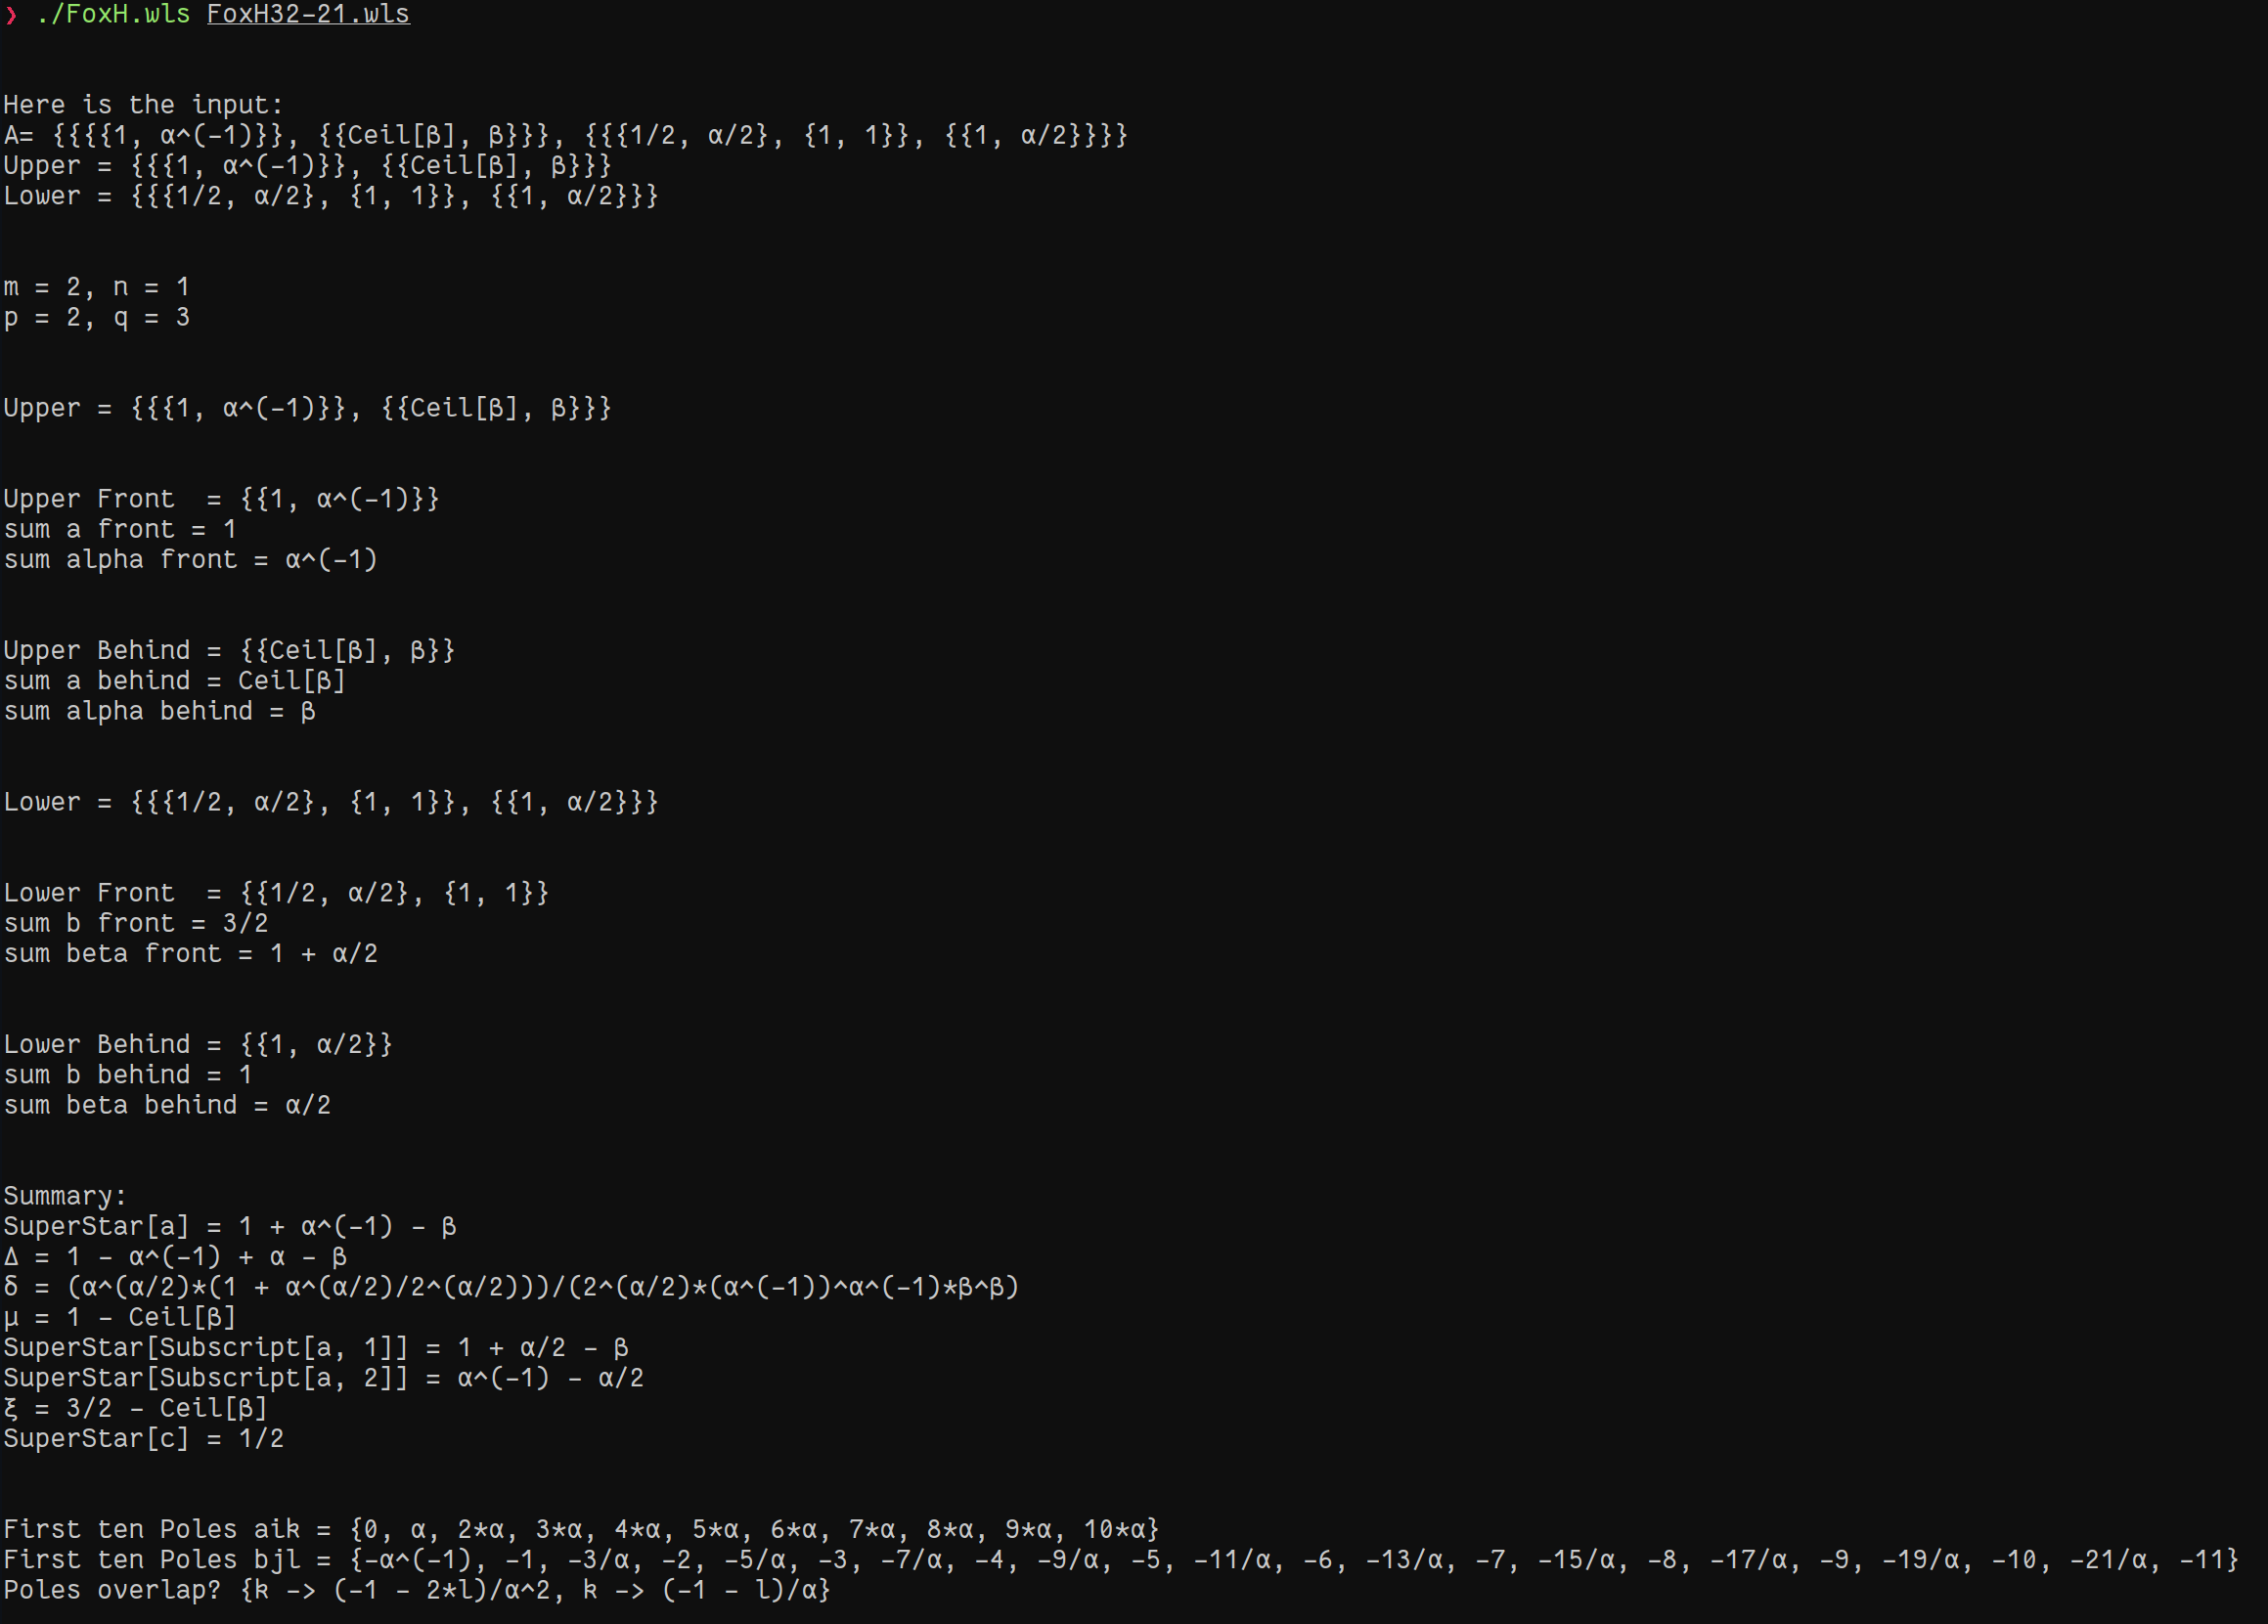 ❯ ./FoxH.wls FoxH32-21.wls
Here is the input:
A= {{{{1, α^(-1)}}, {{Ceil[β], β}}}, {{{1/2, α/2}, {1, 1}}, {{1, α/2}}}}
Upper = {{{1, α^(-1)}}, {{Ceil[β], β}}}
Lower = {{{1/2, α/2}, {1, 1}}, {{1, α/2}}}
m = 2, n = 1
p = 2, q = 3
Upper = {{{1, α^(-1)}}, {{Ceil[β], β}}}
Upper Front  = {{1, α^(-1)}}
sum a front = 1
sum alpha front = α^(-1)
Upper Behind = {{Ceil[β], β}}
sum a behind = Ceil[β]
sum alpha behind = β
Lower = {{{1/2, α/2}, {1, 1}}, {{1, α/2}}}
Lower Front  = {{1/2, α/2}, {1, 1}}
sum b front = 3/2
sum beta front = 1 + α/2
Lower Behind = {{1, α/2}}
sum b behind = 1
sum beta behind = α/2
Summary:
SuperStar[a] = 1 + α^(-1) - β
Δ = 1 - α^(-1) + α - β
δ = (α^(α/2)*(1 + α^(α/2)/2^(α/2)))/(2^(α/2)*(α^(-1))^α^(-1)*β^β)
μ = 1 - Ceil[β]
SuperStar[Subscript[a, 1]] = 1 + α/2 - β
SuperStar[Subscript[a, 2]] = α^(-1) - α/2
ξ = 3/2 - Ceil[β]
SuperStar[c] = 1/2
First ten Poles aik = {0, α, 2*α, 3*α, 4*α, 5*α, 6*α, 7*α, 8*α, 9*α, 10*α}
First ten Poles bjl = {-α^(-1), -1, -3/α, -2, -5/α, -3, -7/α, -4, -9/α, -5, -11/α, -6, -13/α, -7, -15/α, -8, -17/α, -9, -19/α, -10, -21/α, -11}
Poles overlap? {k -> (-1 - 2*l)/α^2, k -> (-1 - l)/α}